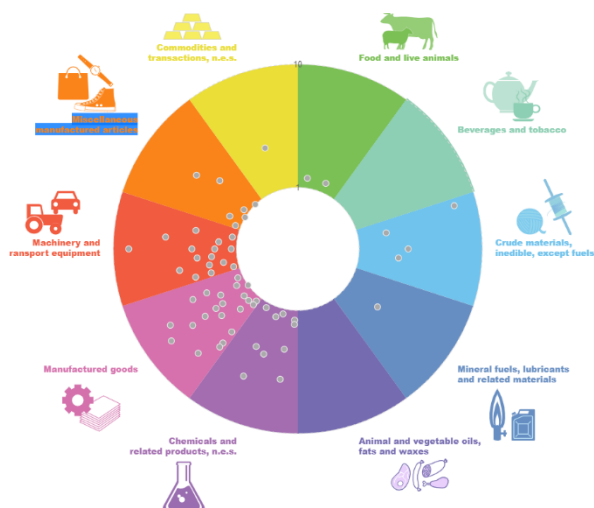 Commodities and
transactions, n.e.s.
Food and live animals
10
Miscellaneous
manufactured articles
Beverages and tobacco
1
Machinery and
ransport equipment
Crude materials,
inedible, except fuels
Manufactured goods
Mineral fuels, lubricants
and related materials
Chemicals and
related products, n.e.s.
Animal and vegetable oils,
fats and waxes